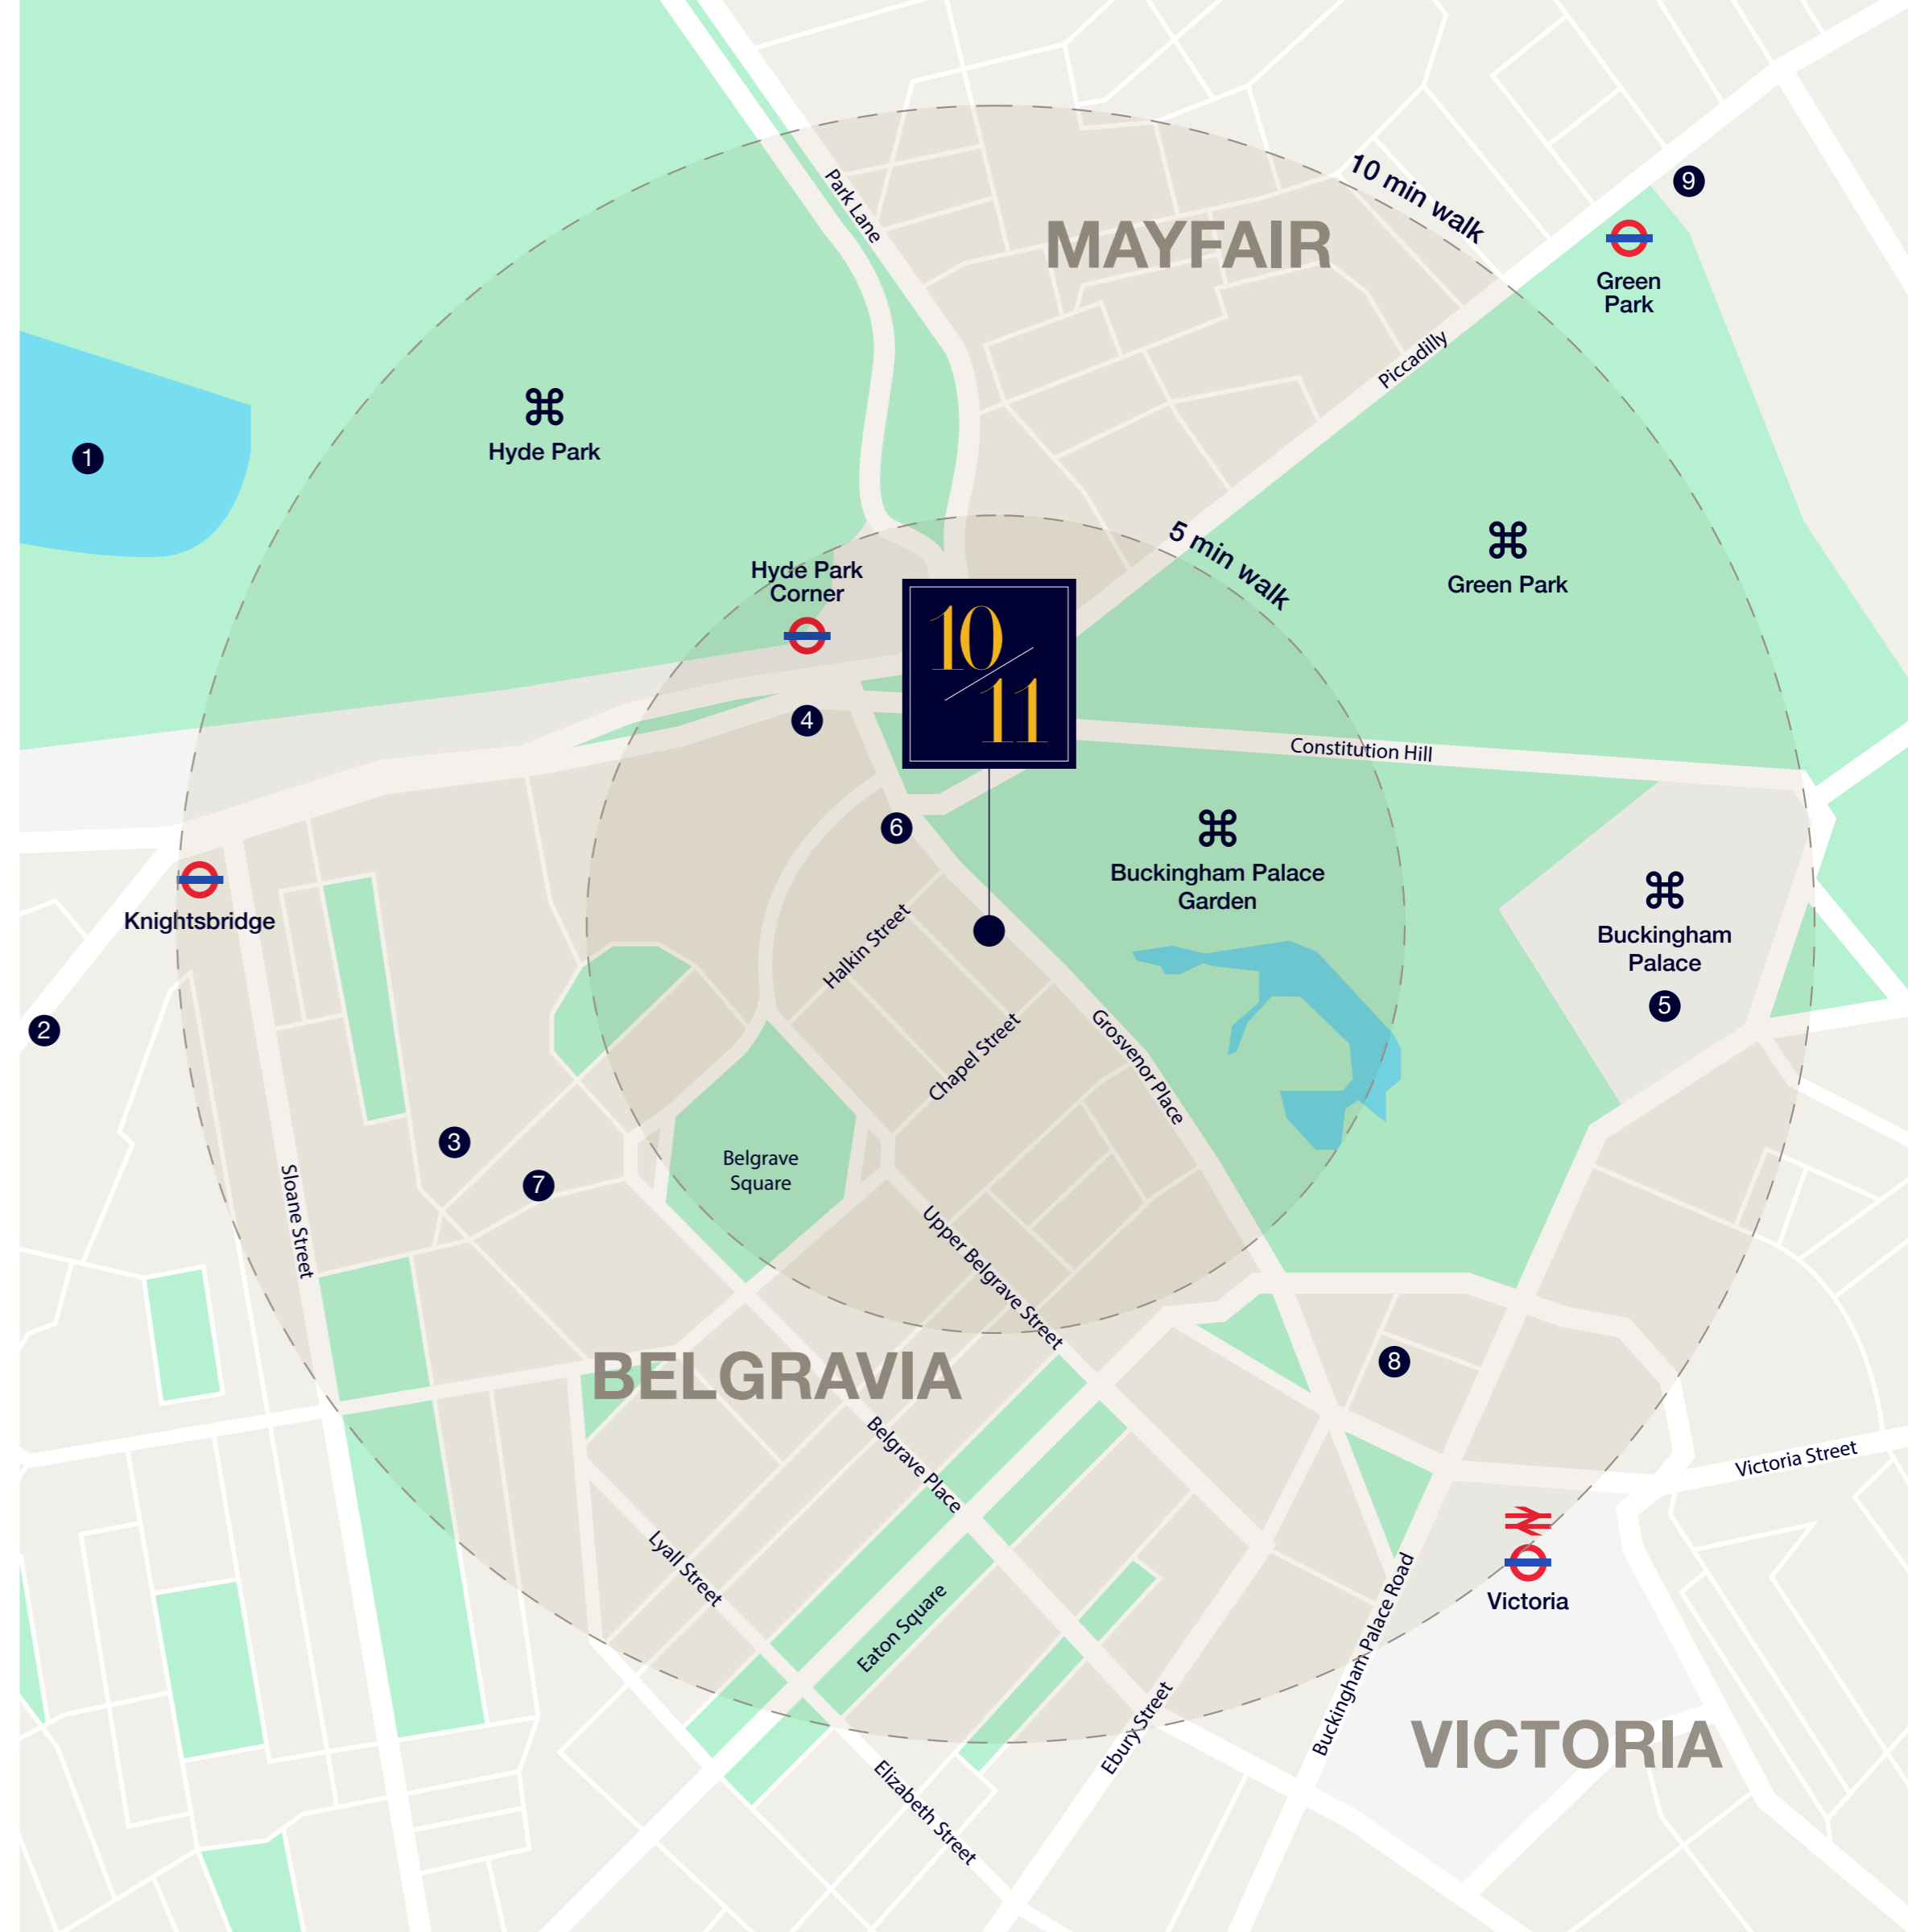 Park Lane
MAYFAIR
10 min walk
9
Green
Park
Piccadilly
Hyde Park
1
5 min walk
Hyde Park
Corner
Green Park
10
11
4
Constitution Hill
6
Buckingham Palace
Garden
Knightsbridge
Buckingham
Palace
5
2
Halkin Street
Chapel Street
Grosvenor Place
3
7
Belgrave
Square
Sloane Street
Upper Belgrave Street
BELGRAVIA
8
Belgrave Place
Victoria Street
Lyall Street
Eaton Square
Victoria
Buckingham Palace Road
Ebury Street
VICTORIA
Elizabeth Street